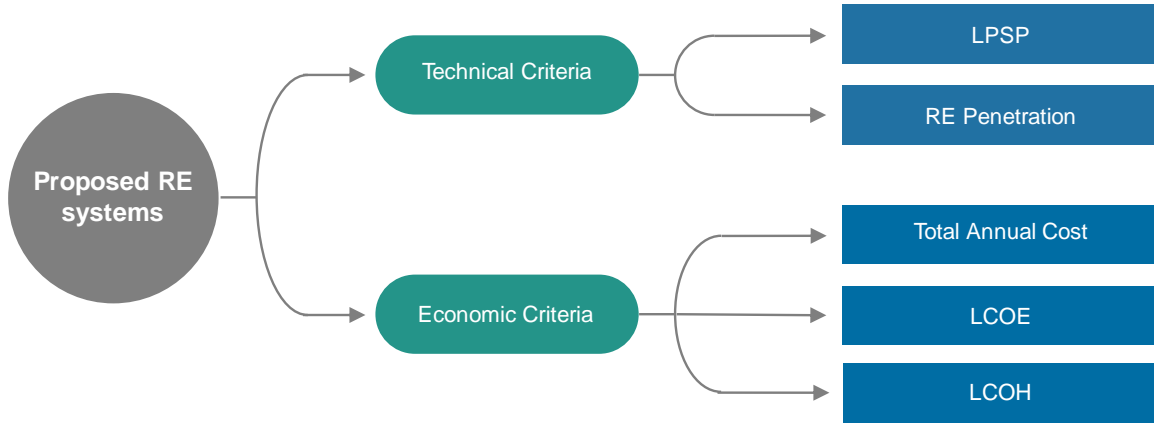 Proposed RE
systems
Technical Criteria
LPSP
RE Penetration
Economic Criteria
Total Annual Cost
LCOE
LCOH